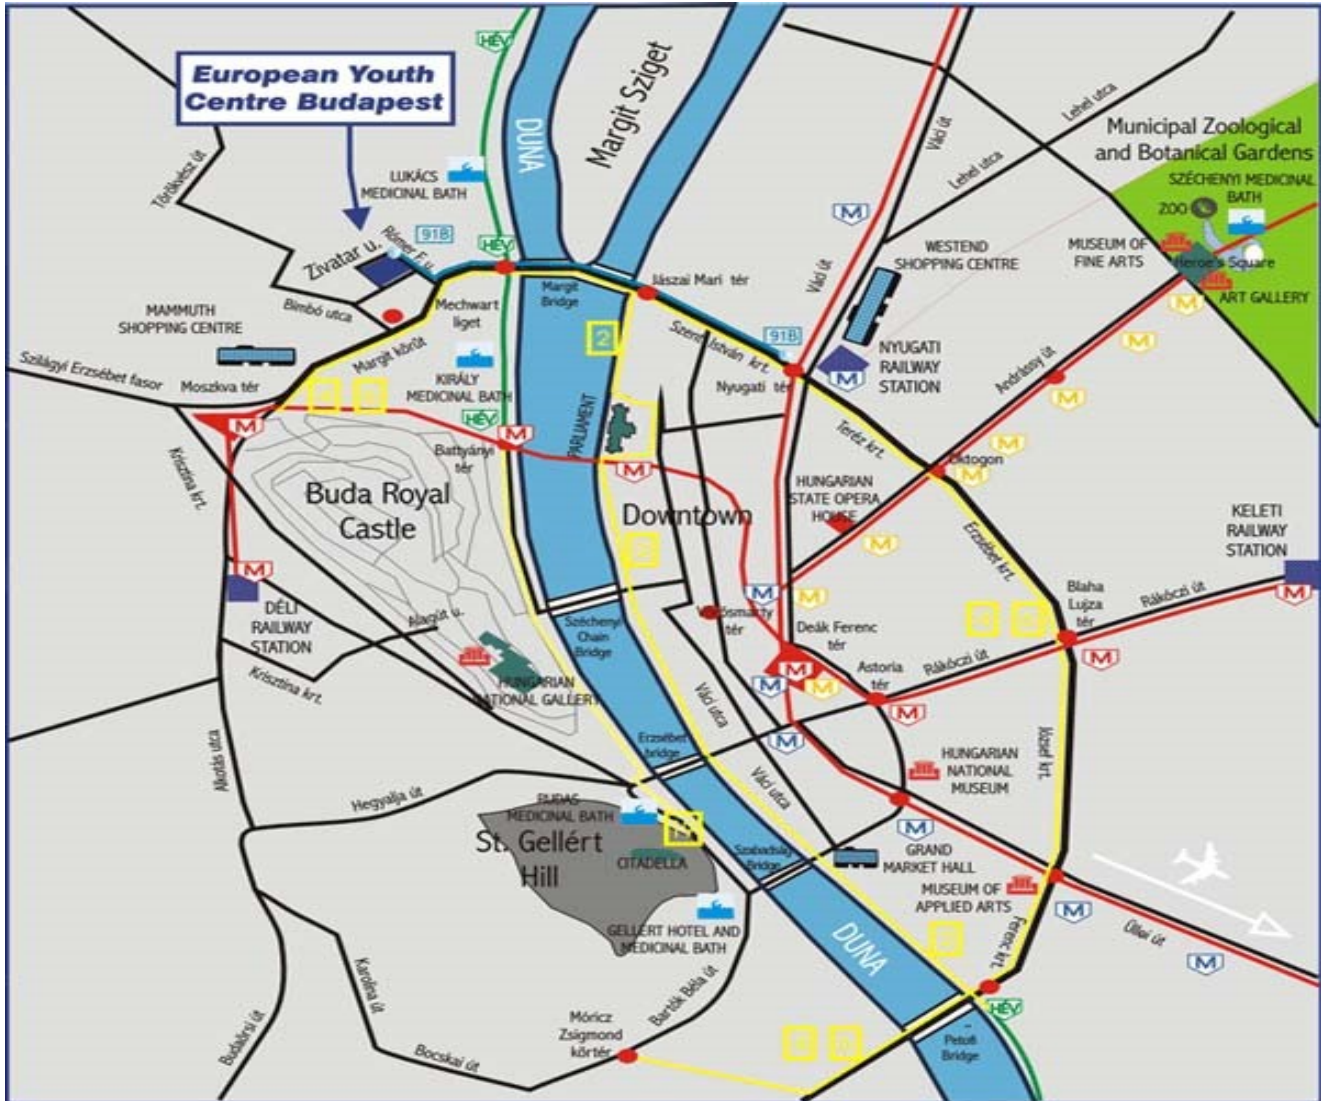 HÉV
European Youth
Centre Budapest
DUNA
Margit Sziget
Váci út
Lehel utca
Municipal Zoological
and Botanical Gardens
Törökvész út
LUKÁCS
MEDICINAL BATH
Lehel utca
SZÉCHENYI MEDICINAL
BATH
ZOO
M
91B
HÉV
Zivatar u.
Rómer F. u.
WESTEND
SHOPPING CENTRE
MUSEUM OF
FINE ARTS
Heroe's Square
Váci út
Jászai Mari tér
Margit
Bridge
ART GALLERY
M
MAMMUTH
SHOPPING CENTRE
Bimbó utca
Mechwart
liget
2
Szent István krt.
91B
NYUGATI
RAILWAY
STATION
M
M
Margit körút
Szilágyi Erzsébet fasor
Moszkva tér
KIRÁLY
MEDICINAL BATH
Nyugati tér
Andrássy út
M
HÉV
PARLIAMENT
M
M
Battyányi
tér
Teréz krt.
M
Oktogon
M
M
Krisztina krt.
Buda Royal
Castle
Downtown
HUNGARIAN
STATE OPERA
HOUSE
M
Erzsébet krt.
KELETI
RAILWAY
STATION
M
DÉLI
RAILWAY
STATION
Alagút u.
Széchenyi
Chain
Bridge
Vörösmarty
tér
M
M
Deák Ferenc
tér
Blaha
Lujza
tér
Rákóczi út
M
M
M
M
M
Astoria
tér
Rákóczi út
M
Krisztina krt.
HUNGARIAN
NATIONAL GALLERY
Váci utca
Alkotás utca
Erzsébet
bridge
M
József krt.
Hegyalja út
Váci utca
HUNGARIAN
NATIONAL
MUSEUM
RUDAS
MEDICINAL BATH
St. Gellért
Hill
CITADELLA
Szabadság
Bridge
M
GRAND
MARKET HALL
MUSEUM OF
APPLIED ARTS
M
GELLÉRT HOTEL AND
MEDICINAL BATH
DUNA
Ferenc krt.
Üllői út
M
Karolina út
Bartók Béla út
HÉV
Budaörsi út
Bocskai út
Móricz
Zsigmond
körtér
Petőfi
Bridge